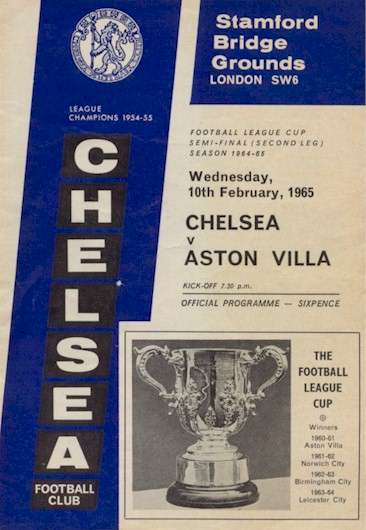 LEAGUE
CHAMPIONS 1954-55
CHELSEA
FOOTBALL
CLUB
Stamford
Bridge
Grounds
LONDON SW6
FOOTBALL LEAGUE CUP
SEMI-FINAL (SECOND LEG)
SEASON 1964-65
Wednesday,
10th February, 1965
CHELSEA
v
ASTON VILLA
KICK-OFF 7.30 p.m.
OFFICIAL PROGRAMME — SIXPENCE
THE
FOOTBALL
LEAGUE
CUP
Winners
1960-61
Aston Villa
1961-62
Norwich City
1962-63
Birmingham City
1963-64
Leicester City